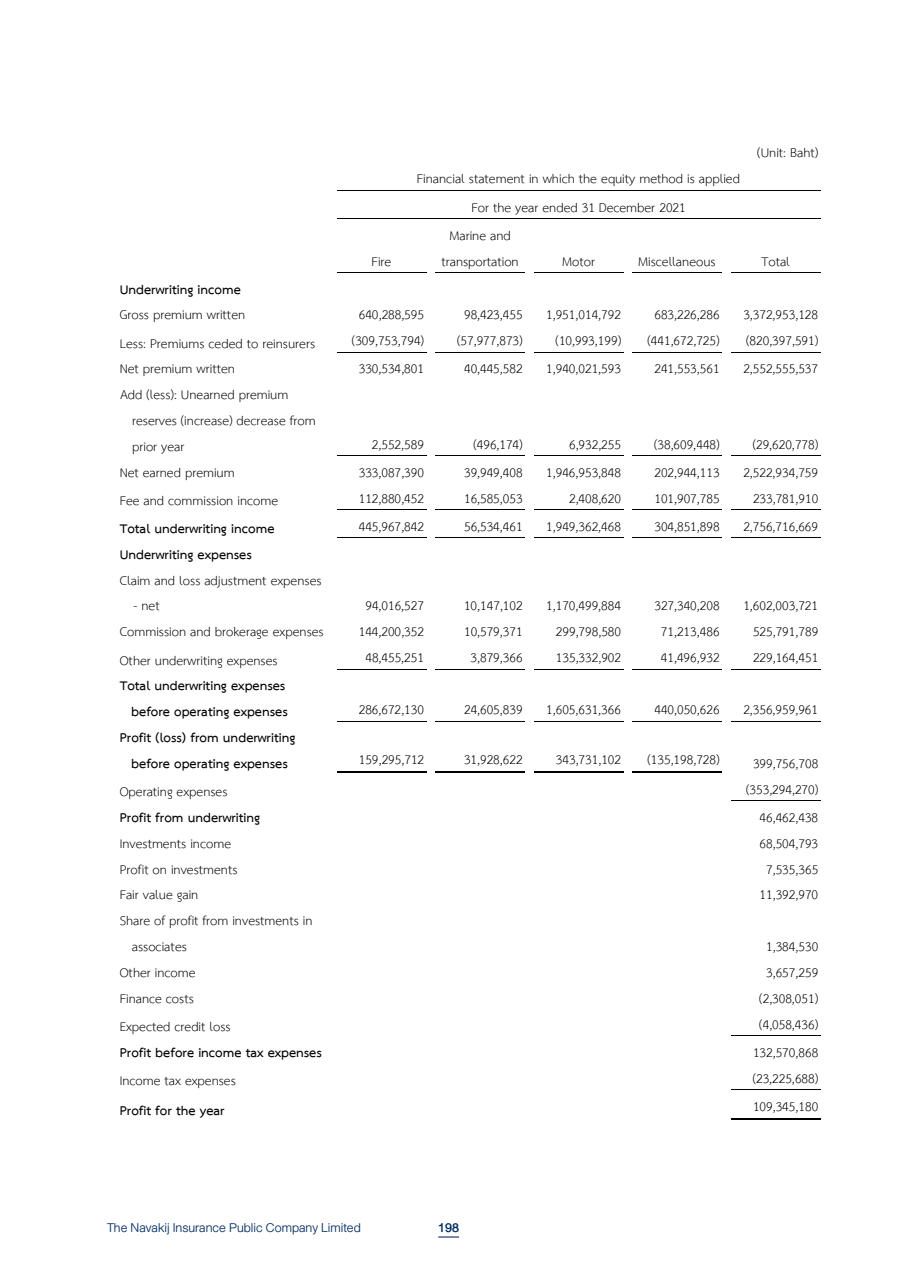 (Unit: Baht)
Financial statement in which the equity method is applied
For the year ended 31 December 2021
Marine and
Fire transportation Motor Miscellaneous Total
Underwriting income
Gross premium written 640,288,595 98,423,455 1,951,014,792 683,226,286 3,372,953,128
Less: Premiums ceded to reinsurers (309,753,794) (57,977,873) (10,993,199) (441,672,725) (820,397,591)
Net premium written 330,534,801 40,445,582 1,940,021,593 241,553,561 2,552,555,537
Add (less): Unearned premium
reserves (increase) decrease from
prior year 2,552,589 (496,174) 6,932,255 (38,609,448) (29,620,778)
Net earned premium 333,087,390 39,949,408 1,946,953,848 202,944,113 2,522,934,759
Fee and commission income 112,880,452 16,585,053 2,408,620 101,907,785 233,781,910
Total underwriting income 445,967,842 56,534,461 1,949,362,468 304,851,898 2,756,716,669
Underwriting expenses
Claim and loss adjustment expenses
- net 94,016,527 10,147,102 1,170,499,884 327,340,208 1,602,003,721
Commission and brokerage expenses 144,200,352 10,579,371 299,798,580 71,213,486 525,791,789
Other underwriting expenses 48,455,251 3,879,366 135,332,902 41,496,932 229,164,451
Total underwriting expenses
before operating expenses 286,672,130 24,605,839 1,605,631,366 440,050,626 2,356,959,961
Profit (loss) from underwriting
before operating expenses 159,295,712 31,928,622 343,731,102 (135,198,728) 399,756,708
Operating expenses (353,294,270)
Profit from underwriting 46,462,438
Investments income 68,504,793
Profit on investments 7,535,365
Fair value gain 11,392,970
Share of profit from investments in
associates 1,384,530
Other income 3,657,259
Finance costs (2,308,051)
Expected credit loss (4,058,436)
Profit before income tax expenses 132,570,868
Income tax expenses (23,225,688)
Profit for the year 109,345,180
The Navakij Insurance Public Company Limited 198